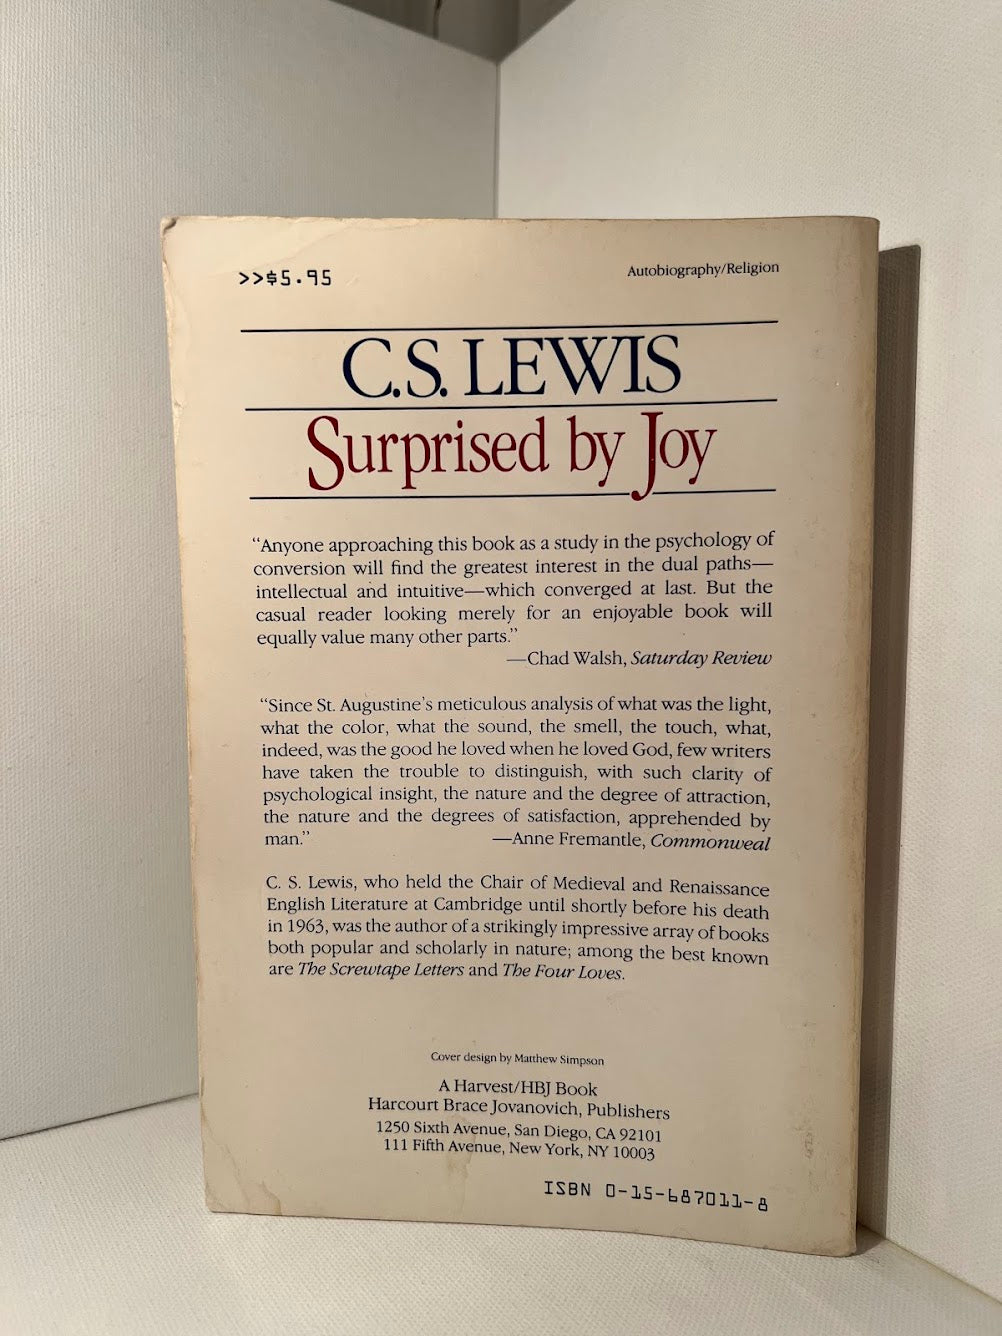 >>$5.95
Autobiography/Religion
C.S. LEWIS
Surprised by Joy
“Anyone approaching this book as a study in the psychology of
conversion will find the greatest interest in the dual paths—
intellectual and intuitive—which converged at last. But the
casual reader looking merely for an enjoyable book will
equally value many other parts.”
—Chad Walsh, Saturday Review
“Since St. Augustine’s meticulous analysis of what was the light,
what the color, what the sound, the smell, the touch, what,
indeed, was the good he loved when he loved God, few writers
have taken the trouble to distinguish, with such clarity of
psychological insight, the nature and the degree of attraction,
the nature and the degrees of satisfaction, apprehended by
man.” —Anne Fremantle, Commonweal
C. S. Lewis, who held the Chair of Medieval and Renaissance
English Literature at Cambridge until shortly before his death
in 1963, was the author of a strikingly impressive array of books
both popular and scholarly in nature; among the best known
are The Screwtape Letters and The Four Loves.
Cover design by Matthew Simpson
A Harvest/HBJ Book
Harcourt Brace Jovanovich, Publishers
1250 Sixth Avenue, San Diego, CA 92101
111 Fifth Avenue, New York, NY 10003
ISBN 0-15-687011-8